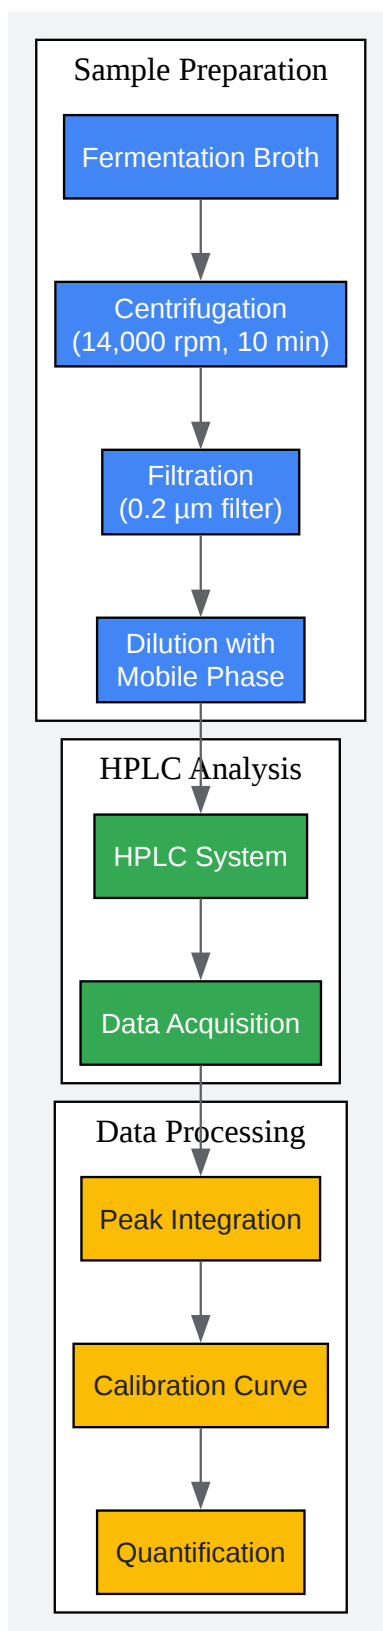 Sample Preparation
Fermentation Broth
Centrifugation
(14,000 rpm, 10 min)
Filtration
(0.2 µm filter)
Dilution with
Mobile Phase
HPLC Analysis
HPLC System
Data Acquisition
Data Processing
Peak Integration
Calibration Curve
Quantification